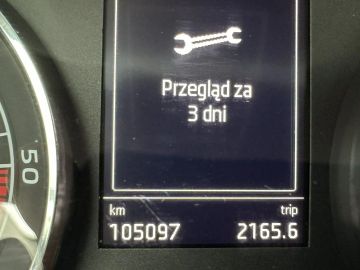 Przegląd za
3 dni
km trip
105097 2165.6
50